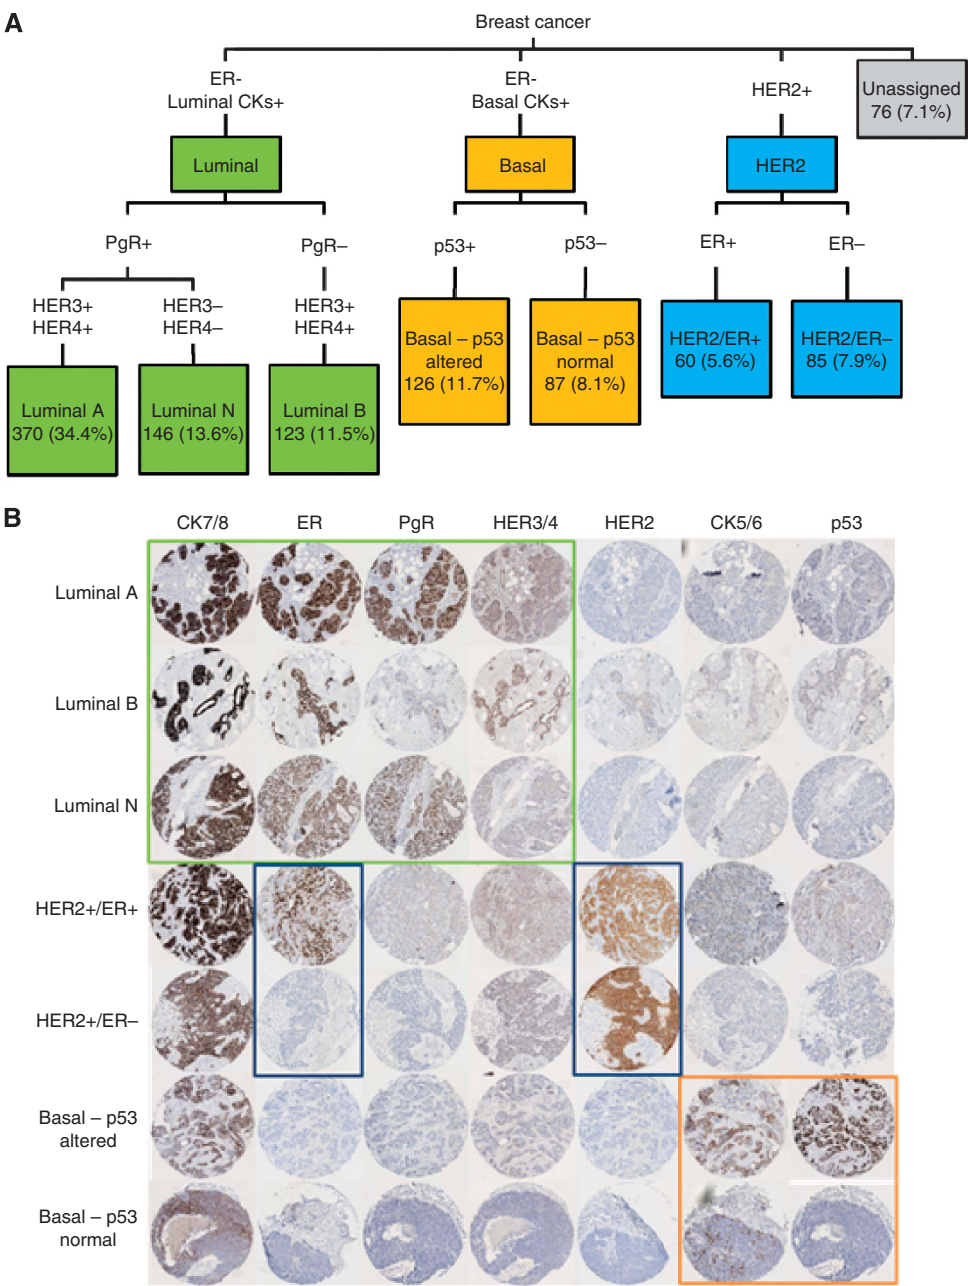 A
Breast cancer
ER-
Luminal CKs+
ER-
Basal CKs+
HER2+
Unassigned
76 (7.1%)
Luminal
Basal
HER2
PgR+
PgR–
p53+
p53–
ER+
ER–
HER3+
HER4+
HER3–
HER4–
HER3+
HER4+
Luminal A
370 (34.4%)
Luminal N
146 (13.6%)
Luminal B
123 (11.5%)
Basal – p53
altered
126 (11.7%)
Basal – p53
normal
87 (8.1%)
HER2/ER+
60 (5.6%)
HER2/ER–
85 (7.9%)
B
CK7/8 ER PgR HER3/4 HER2 CK5/6 p53
Luminal A
Luminal B
Luminal N
HER2+/ER+
HER2+/ER–
Basal – p53
altered
Basal – p53
normal